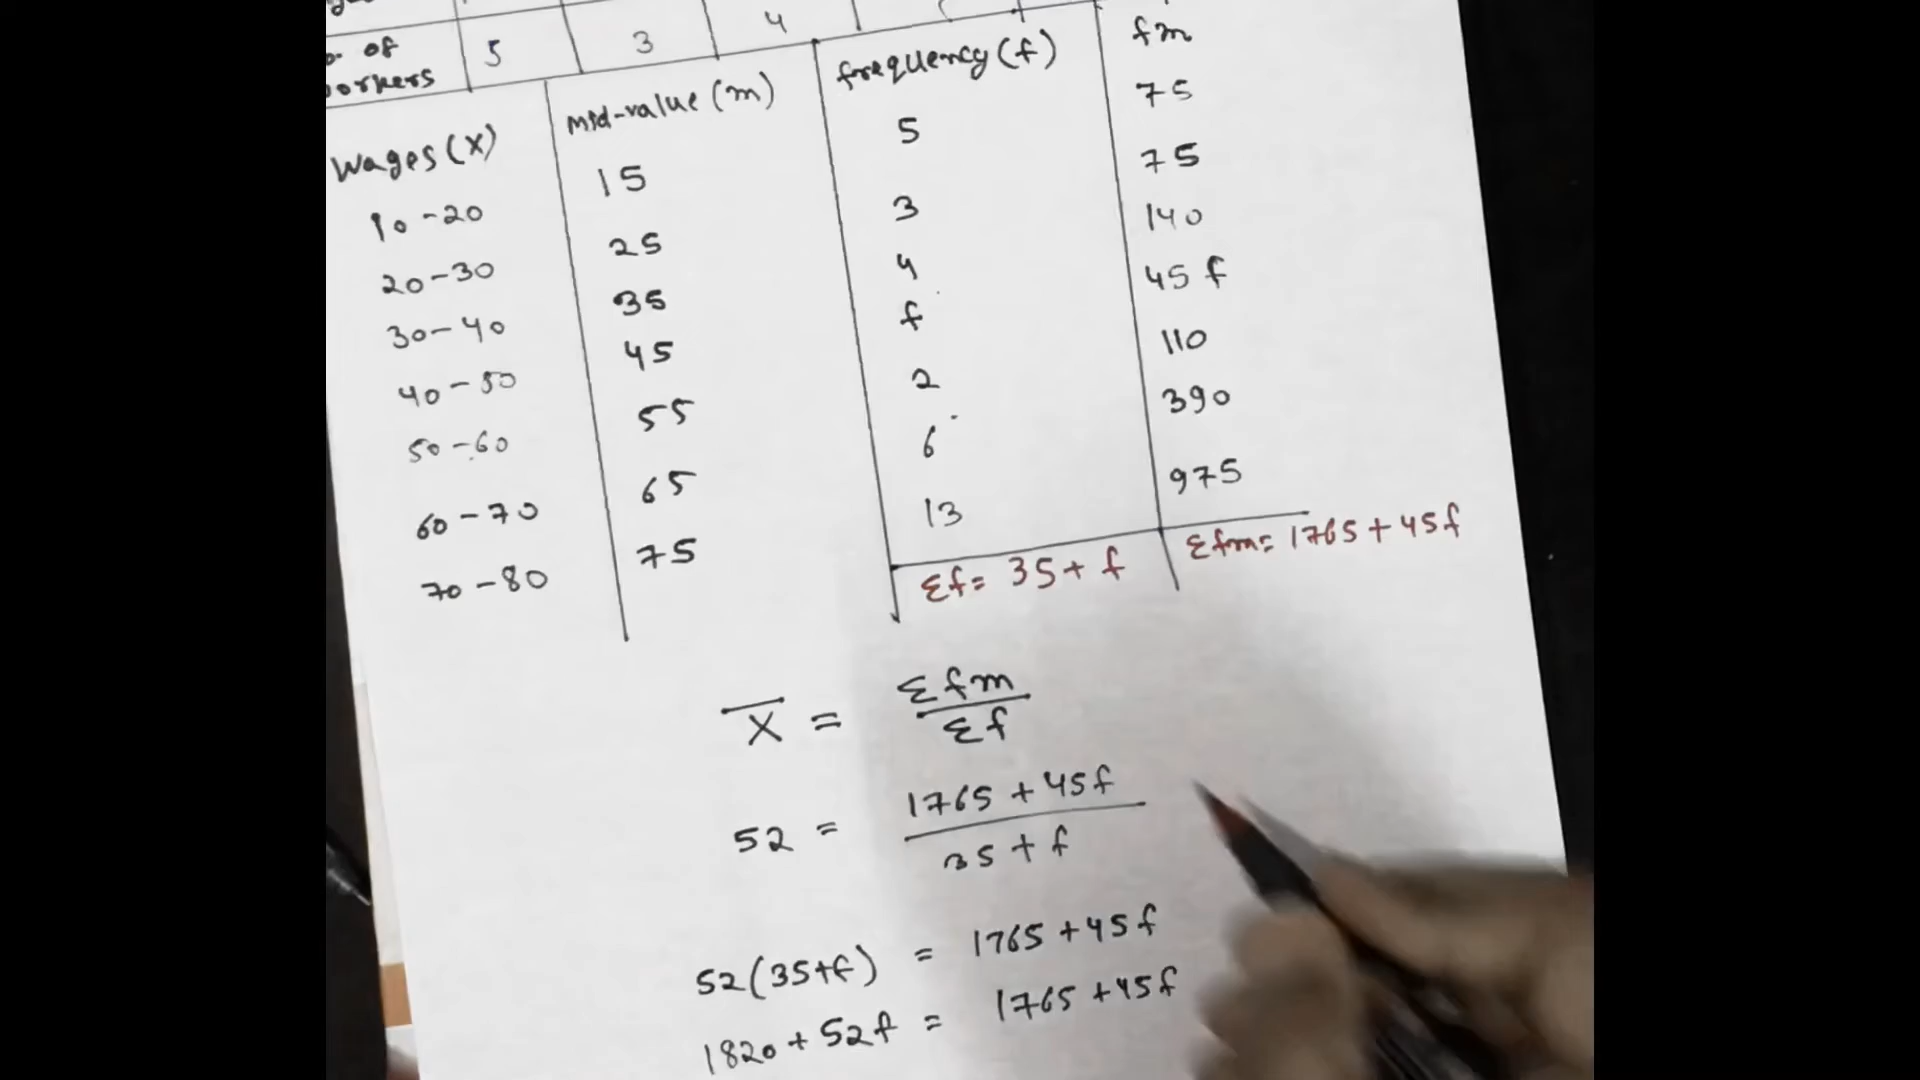 of
5 3 4
workers
Wages (X) mid-value (m) frequency (f) fm
10-20 15 5 75
20-30 25 3 75
30-40 35 4 140
40-50 45 f 45f
50-60 55 2 110
60-70 65 6 390
70-80 75 13 975
Σf= 35+ f Σfm= 1765+45f
X̄ = Σfm / Σf
52 = 1765 + 45f / 35 + f
52(35+f) = 1765 +45f
1820 + 52f = 1765 +45f